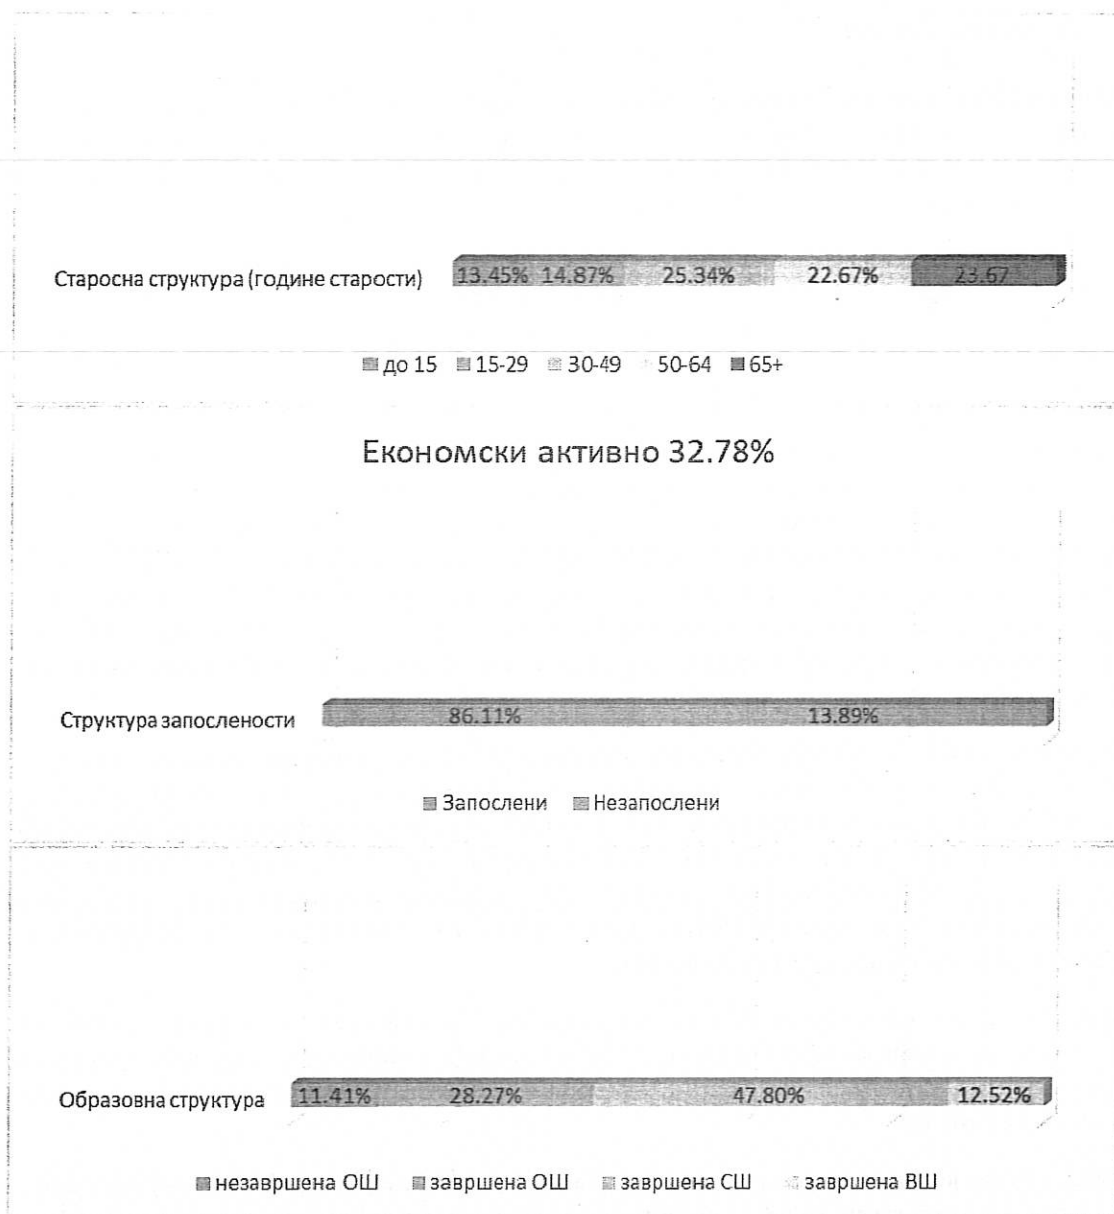 Старосна структура (године старости) 13.45% 14.87% 25.34% 22.67% 23.67
до 15 15-29 30-49 50-64 65+
Економски активно 32.78%
Структура запослености 86.11% 13.89%
Запослени Незапослени
Образовна структура 11.41% 28.27% 47.80% 12.52%
незавршена ОШ завршена ОШ завршена СШ завршена ВШ